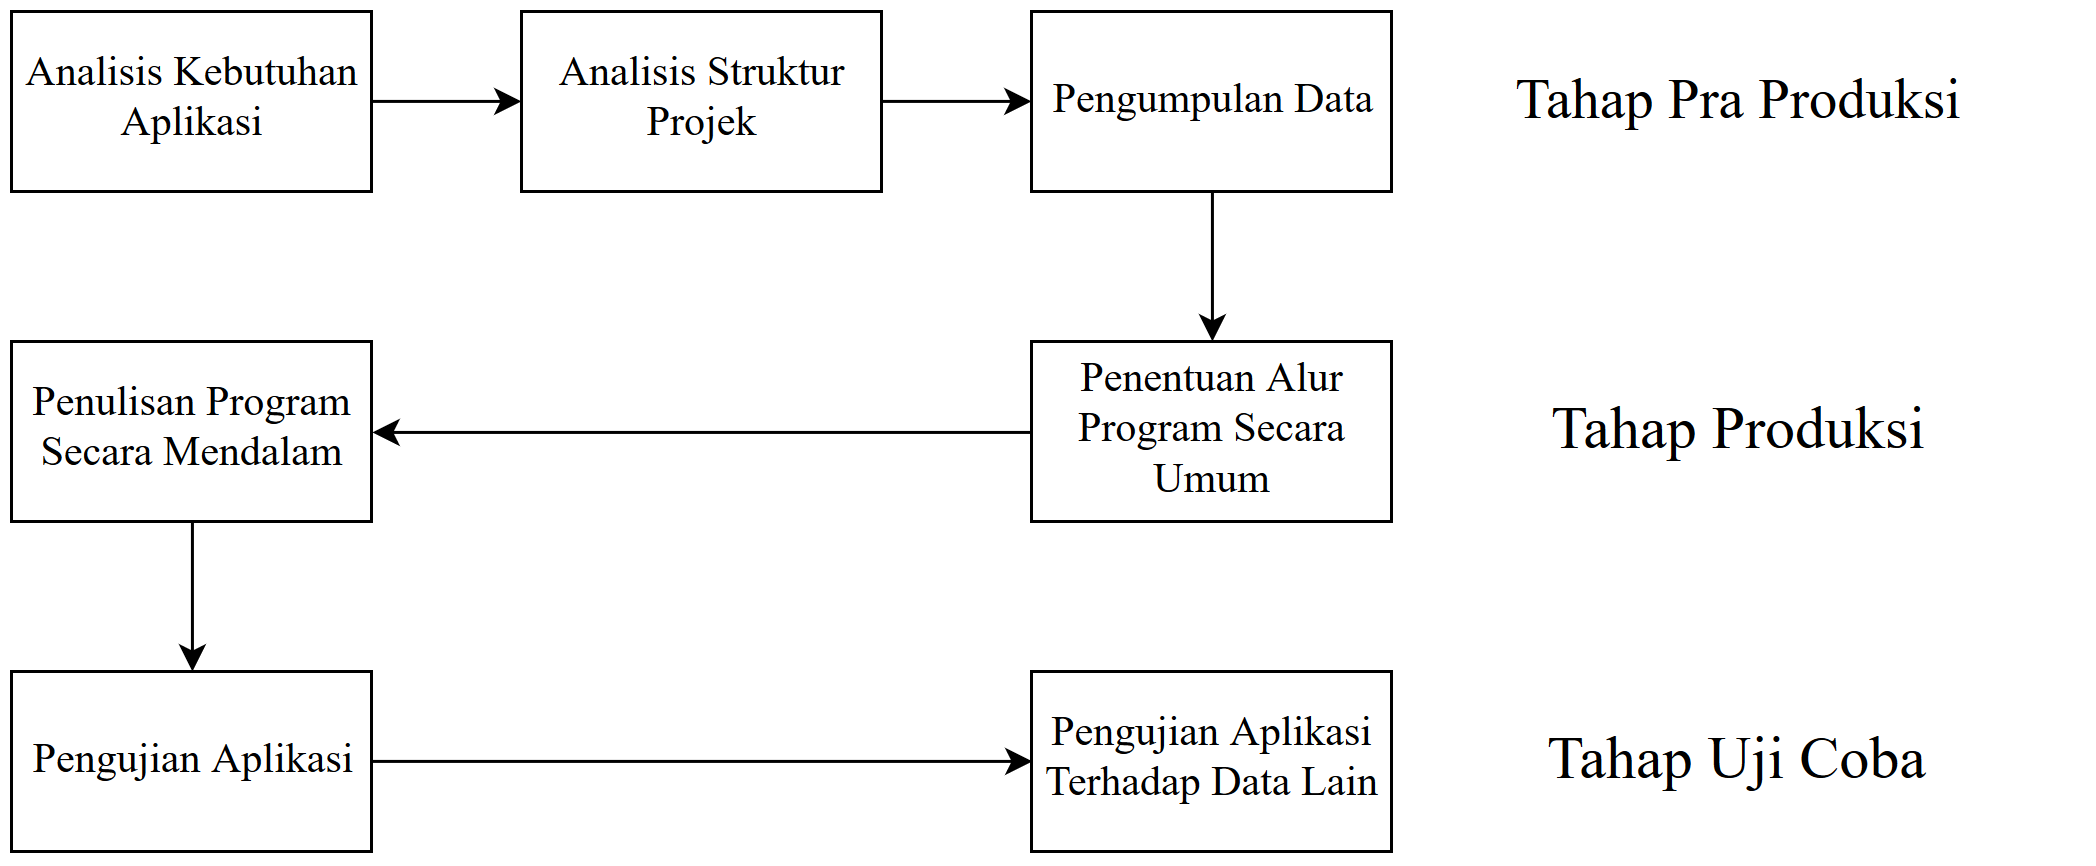 Analisis Kebutuhan
Aplikasi
Analisis Struktur
Projek
Pengumpulan Data
Tahap Pra Produksi
Penulisan Program
Secara Mendalam
Penentuan Alur
Program Secara
Umum
Tahap Produksi
Pengujian Aplikasi
Pengujian Aplikasi
Terhadap Data Lain
Tahap Uji Coba